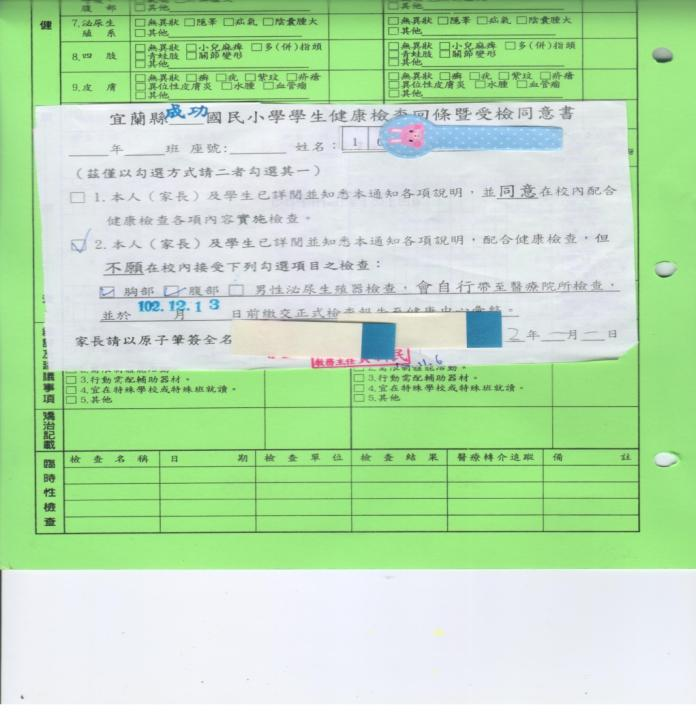 腹 部 □其他
健
7.泌尿生殖系 □無異狀 □隱睪 □疝氣 □陰囊腫大 □其他 □無異狀 □隱睪 □疝氣 □陰囊腫大 □其他
8.四 肢 □無異狀 □小兒麻痺 □多(併)指頭 □青蛙肢 □關節變形 □其他 □無異狀 □小兒麻痺 □多(併)指頭 □青蛙肢 □關節變形 □其他
9.皮 膚 □無異狀 □癬 □疣 □紫斑 □疥瘡 □異位性皮膚炎 □水腫 □血管瘤 □其他 □無異狀 □癬 □疣 □紫斑 □疥瘡 □異位性皮膚炎 □水腫 □血管瘤 □其他
宜蘭縣成功國民小學學生健康檢查回條暨受檢同意書
年 班 座號: 姓名: 1
(茲僅以勾選方式請二者勾選其一)
□ 1.本人(家長)及學生已詳閱並知悉本通知各項說明,並同意在校內配合
健康檢查各項內容實施檢查。
☑ 2.本人(家長)及學生已詳閱並知悉本通知各項說明,配合健康檢查,但
不願在校內接受下列勾選項目之檢查:
☑ 胸部 ☑ 腹部 □ 男性泌尿生殖器檢查,會自行帶至醫療院所檢查,
並於 102.12.13 月 日前繳交正式檢查報告至健康中心彙結。
家長請以原子筆簽全名 2年 月 日
教務主任
議事項
□3.行動需配輔助器材。 □3.行動需配輔助器材。
□4.宜在特殊學校或特殊班就讀。 □4.宜在特殊學校或特殊班就讀。
□5.其他 □5.其他
矯治記載
臨時性檢查
檢查名稱 日期 檢查單位 檢查結果 醫療轉介追蹤 備註